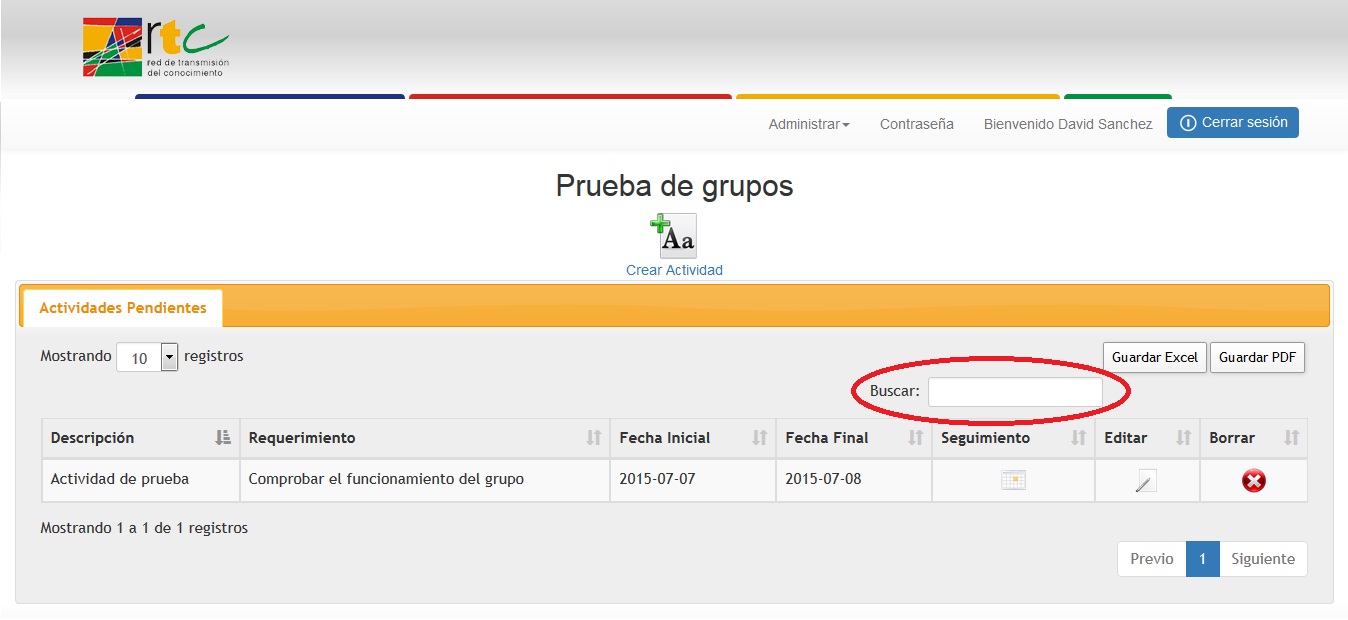 rtc
red de transmisión
del conocimiento
Administrar Contraseña Bienvenido David Sanchez Cerrar sesión
Prueba de grupos
Aa
Crear Actividad
Actividades Pendientes
Mostrando 10 registros
Guardar Excel Guardar PDF
Buscar:
Descripción Requerimiento Fecha Inicial Fecha Final Seguimiento Editar Borrar
Actividad de prueba Comprobar el funcionamiento del grupo 2015-07-07 2015-07-08
Mostrando 1 a 1 de 1 registros
Previo 1 Siguiente